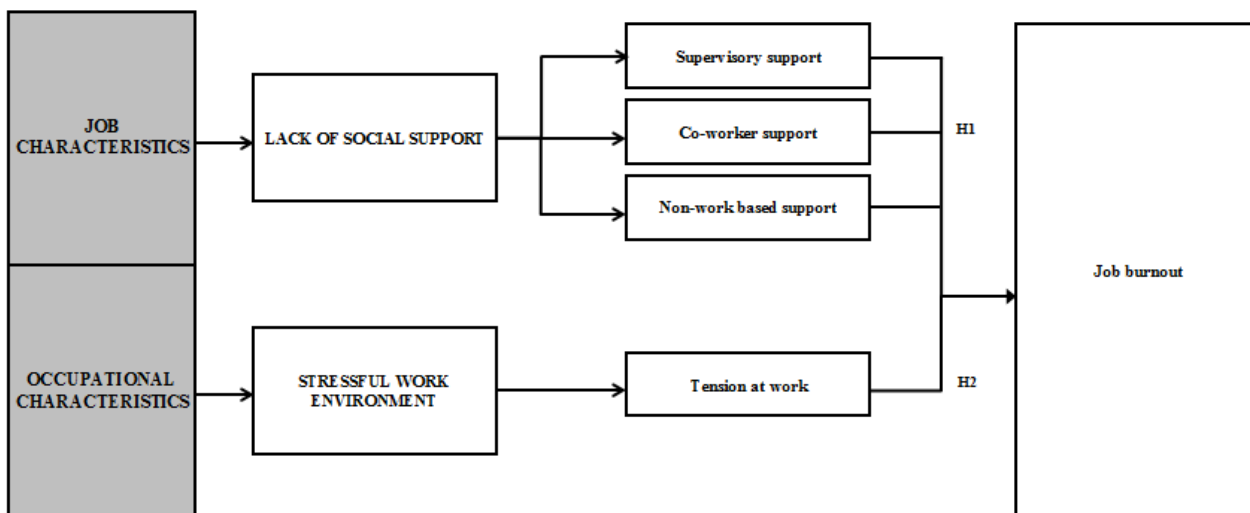 JOB
CHARACTERISTICS
LACK OF SOCIAL SUPPORT
Supervisory support
Co-worker support
Non-work based support
H1
Job burnout
OCCUPATIONAL
CHARACTERISTICS
STRESSFUL WORK
ENVIRONMENT
Tension at work
H2